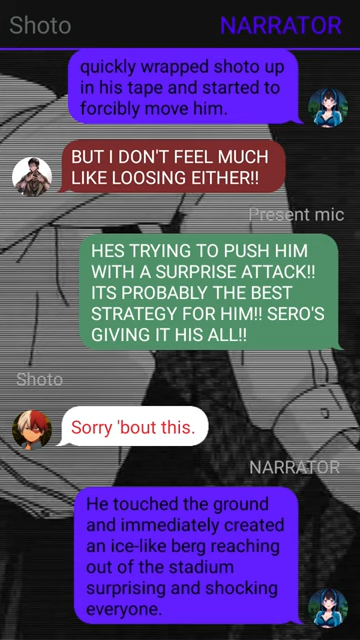 Shoto
NARRATOR
quickly wrapped shoto up
in his tape and started to
forcibly move him.
BUT I DON'T FEEL MUCH
LIKE LOOSING EITHER!!
Present mic
HES TRYING TO PUSH HIM
WITH A SURPRISE ATTACK!!
ITS PROBABLY THE BEST
STRATEGY FOR HIM!! SERO'S
GIVING IT HIS ALL!!
Shoto
Sorry 'bout this.
NARRATOR
He touched the ground
and immediately created
an ice-like berg reaching
out of the stadium
surprising and shocking
everyone.